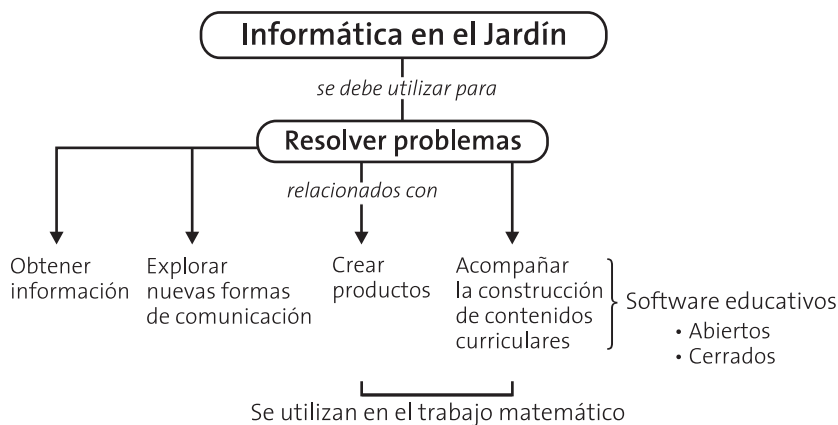 Informática en el Jardín
se debe utilizar para
Resolver problemas
relacionados con
Obtener
información
Explorar
nuevas formas
de comunicación
Crear
productos
Acompañar
la construcción
de contenidos
curriculares
Software educativos
• Abiertos
• Cerrados
Se utilizan en el trabajo matemático